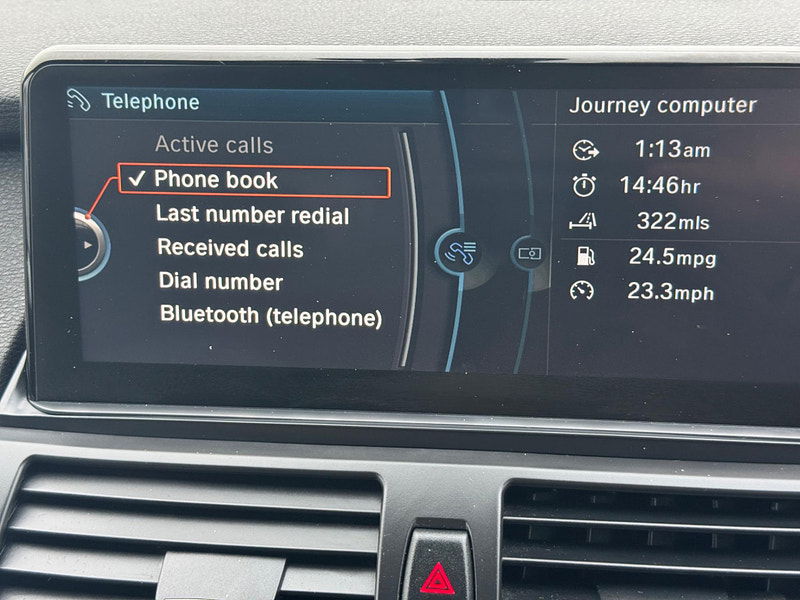 Telephone
Active calls
Phone book
Last number redial
Received calls
Dial number
Bluetooth (telephone)
Journey computer
1:13am
14:46hr
322mls
24.5mpg
23.3mph